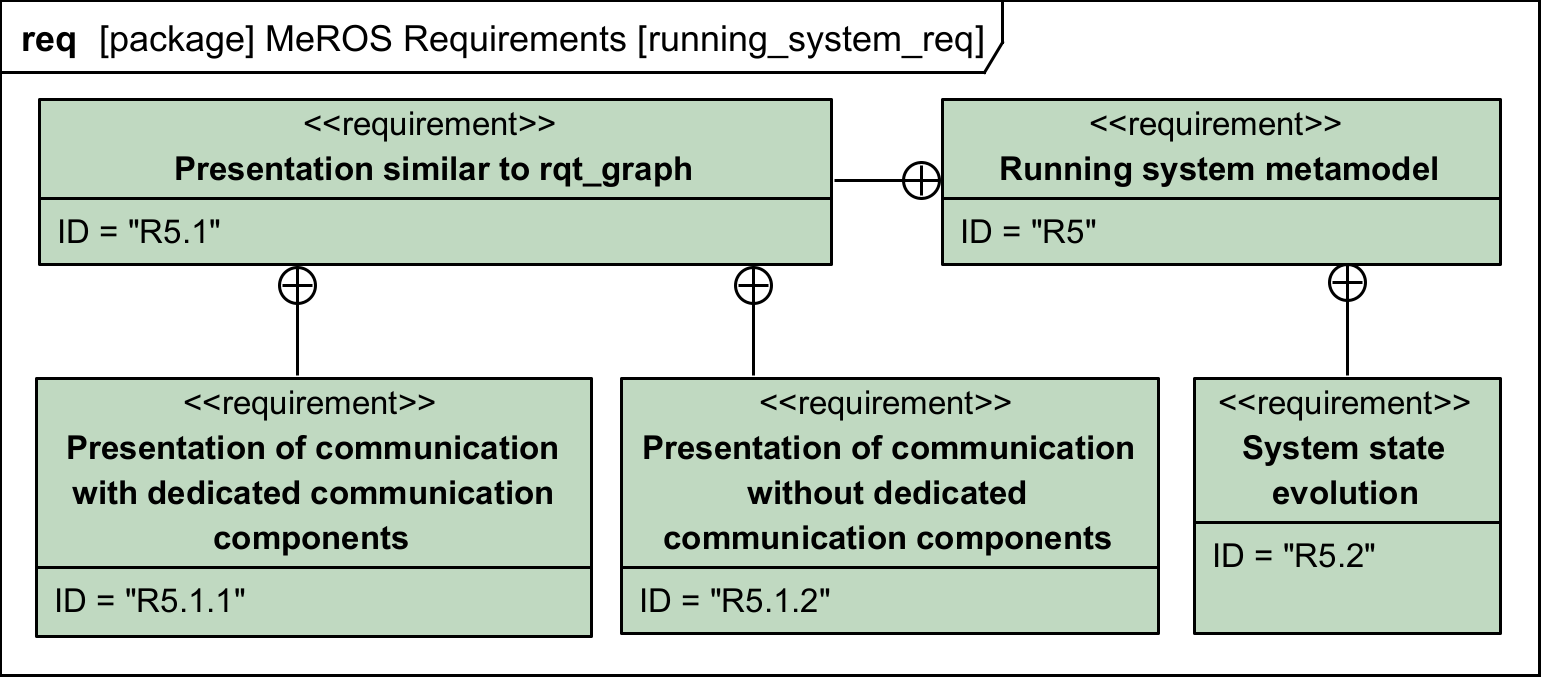 req [package] MeROS Requirements [running_system_req]
<<requirement>>
Presentation similar to rqt_graph
ID = "R5.1"
<<requirement>>
Running system metamodel
ID = "R5"
<<requirement>>
Presentation of communication
with dedicated communication
components
ID = "R5.1.1"
<<requirement>>
Presentation of communication
without dedicated
communication components
ID = "R5.1.2"
<<requirement>>
System state
evolution
ID = "R5.2"